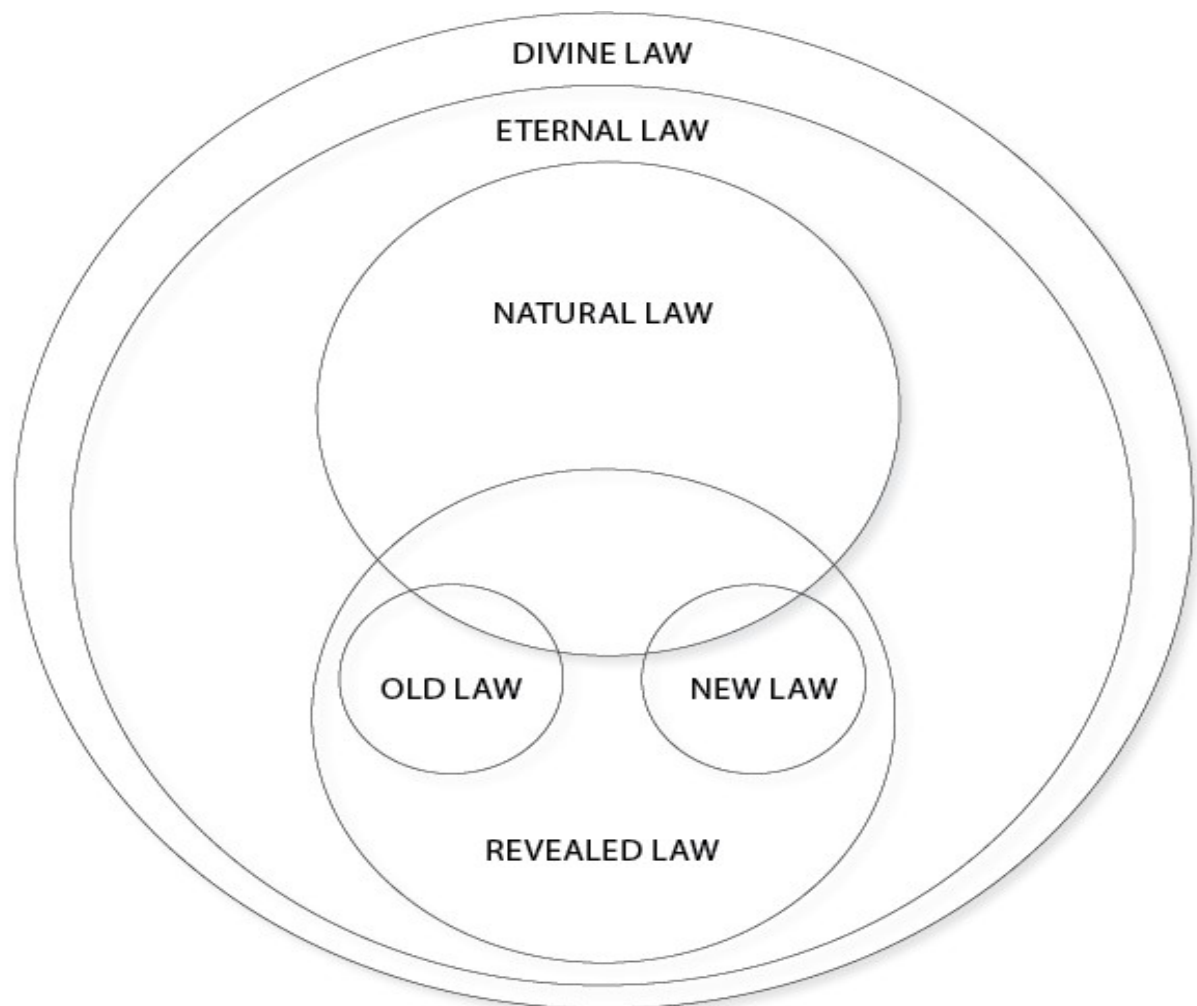 DIVINE LAW
ETERNAL LAW
NATURAL LAW
OLD LAW
NEW LAW
REVEALED LAW